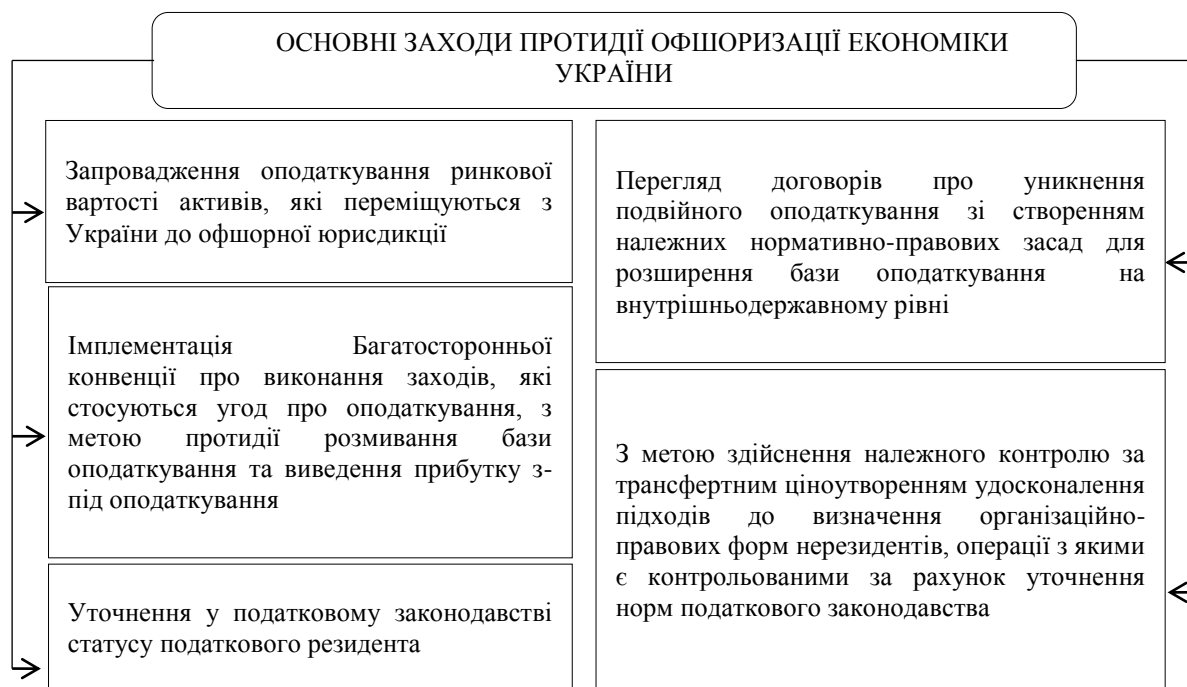 ОСНОВНІ ЗАХОДИ ПРОТИДІЇ ОФШОРИЗАЦІЇ ЕКОНОМІКИ
УКРАЇНИ
Запровадження оподаткування ринкової
вартості активів, які переміщуються з
України до офшорної юрисдикції
Імплементація Багатосторонньої
конвенції про виконання заходів, які
стосуються угод про оподаткування, з
метою протидії розмивання бази
оподаткування та виведення прибутку з-
під оподаткування
Уточнення у податковому законодавстві
статусу податкового резидента
Перегляд договорів про уникнення
подвійного оподаткування зі створенням
належних нормативно-правових засад для
розширення бази оподаткування на
внутрішньодержавному рівні
З метою здійснення належного контролю за
трансфертним ціноутворенням удосконалення
підходів до визначення організаційно-
правових форм нерезидентів, операції з якими
є контрольованими за рахунок уточнення
норм податкового законодавства